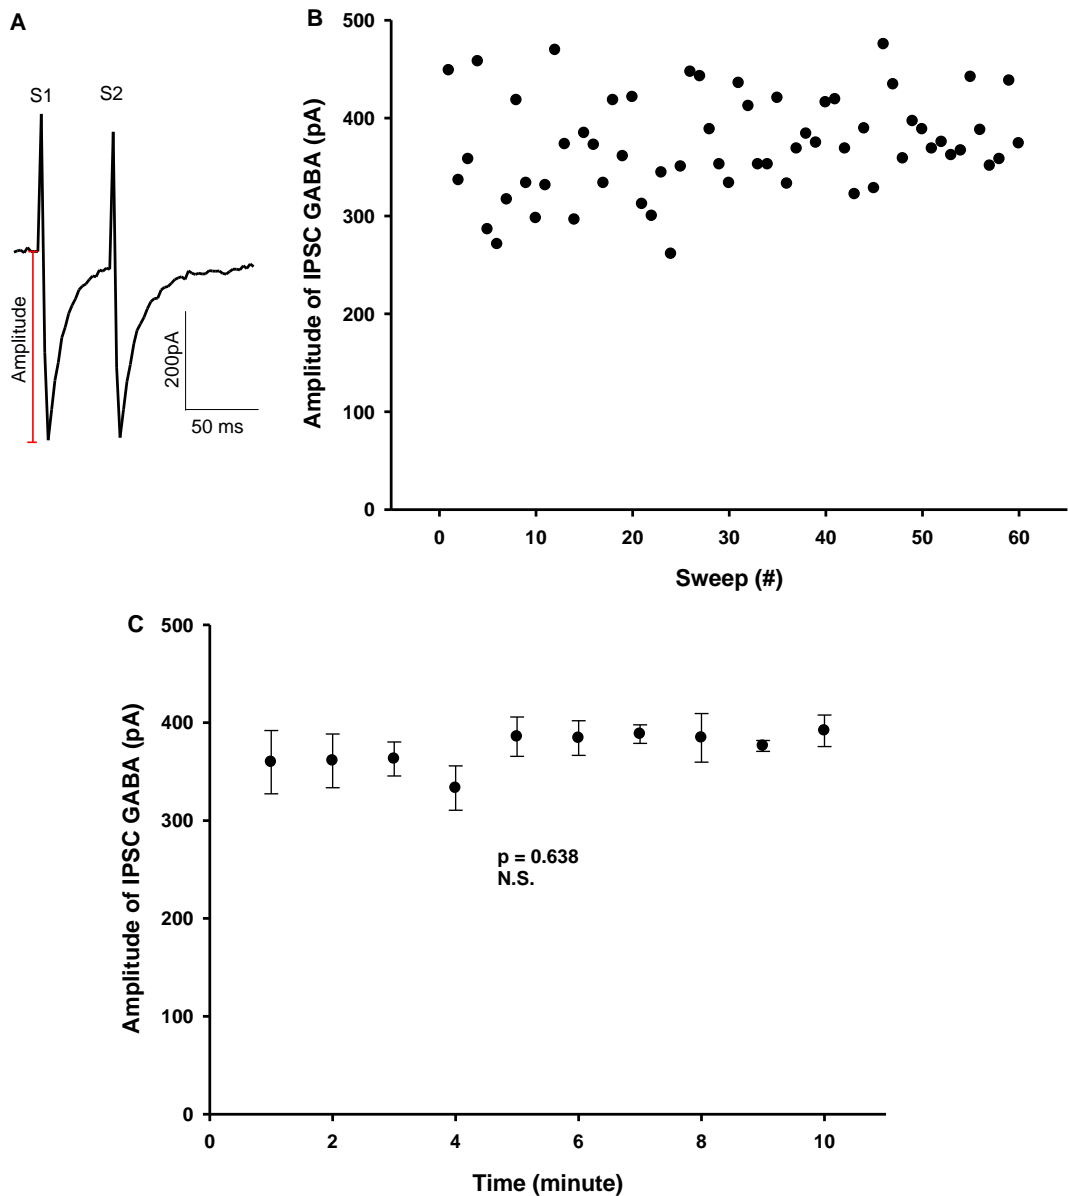 A
S1 S2
Amplitude
200pA
50 ms
B
500
400
300
200
100
0
Amplitude of IPSC GABA (pA)
0 10 20 30 40 50 60
Sweep (#)
C
500
400
300
200
100
0
Amplitude of IPSC GABA (pA)
p = 0.638
N.S.
0 2 4 6 8 10
Time (minute)